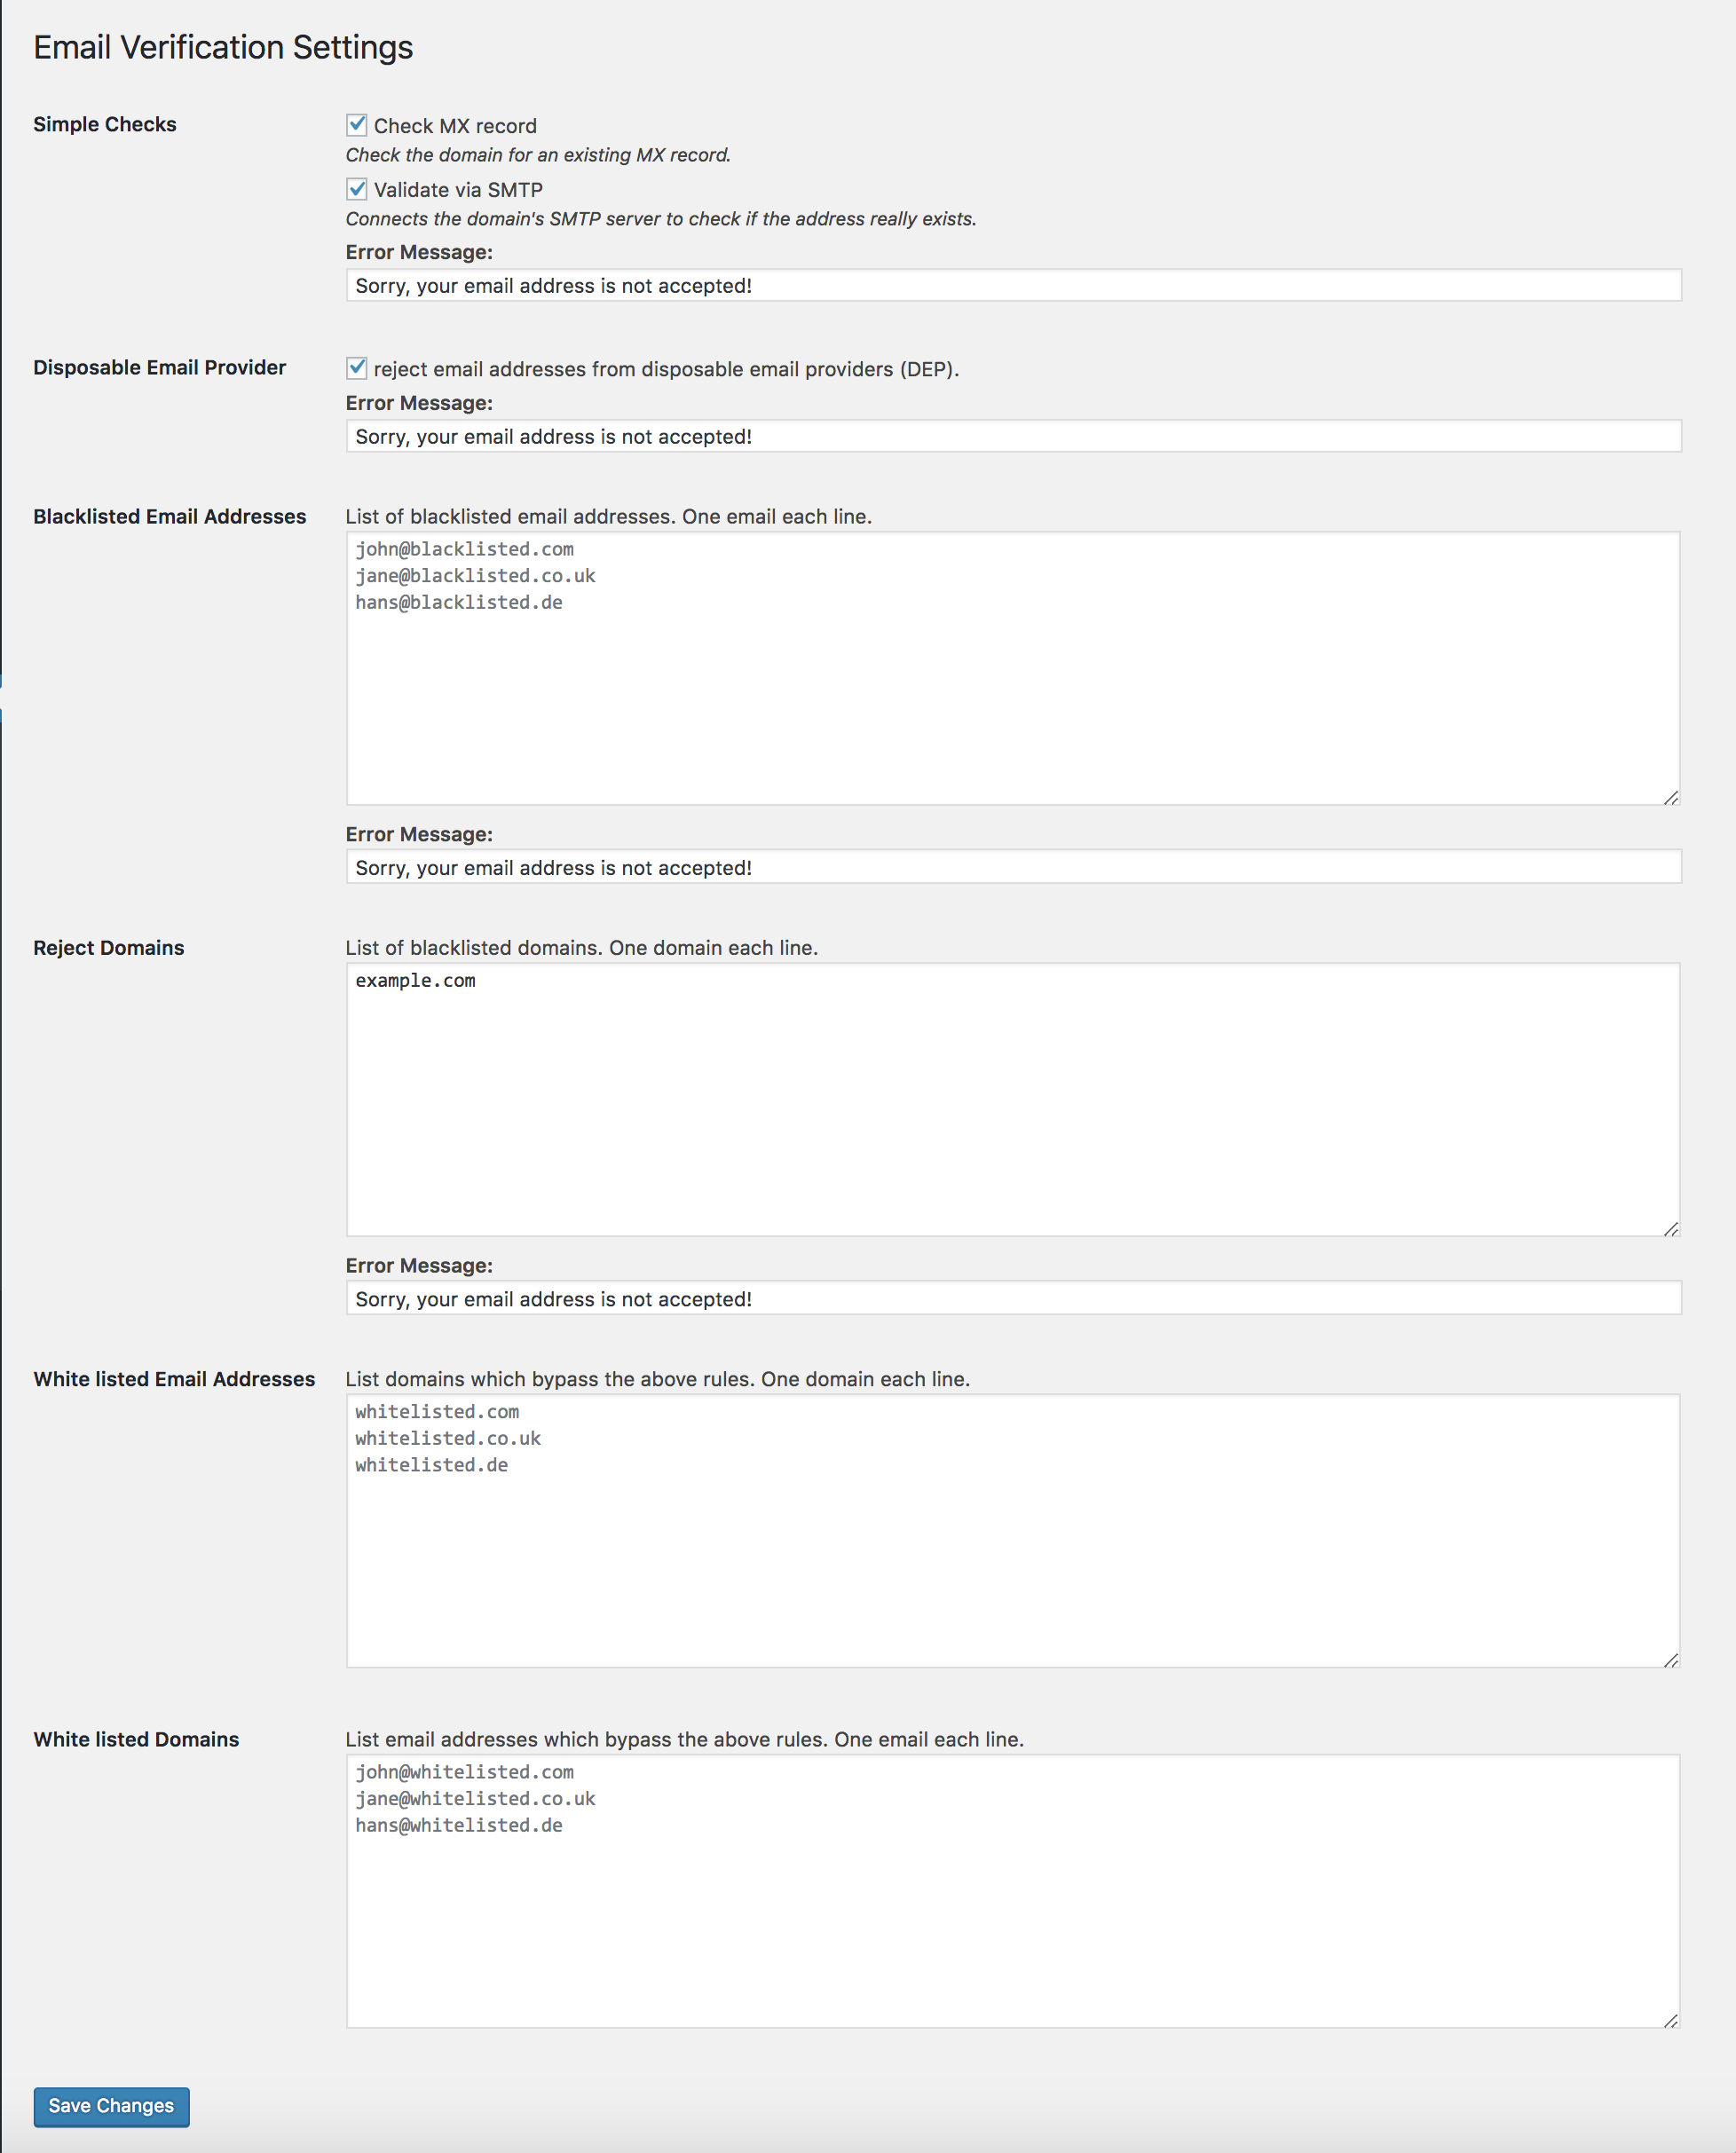 Email Verification Settings
Simple Checks
Check MX record
Check the domain for an existing MX record.
Validate via SMTP
Connects the domain's SMTP server to check if the address really exists.
Error Message:
Sorry, your email address is not accepted!
Disposable Email Provider
reject email addresses from disposable email providers (DEP).
Error Message:
Sorry, your email address is not accepted!
Blacklisted Email Addresses
List of blacklisted email addresses. One email each line.
john@blacklisted.com
jane@blacklisted.co.uk
hans@blacklisted.de
Error Message:
Sorry, your email address is not accepted!
Reject Domains
List of blacklisted domains. One domain each line.
example.com
Error Message:
Sorry, your email address is not accepted!
White listed Email Addresses
List domains which bypass the above rules. One domain each line.
whitelisted.com
whitelisted.co.uk
whitelisted.de
White listed Domains
List email addresses which bypass the above rules. One email each line.
john@whitelisted.com
jane@whitelisted.co.uk
hans@whitelisted.de
Save Changes